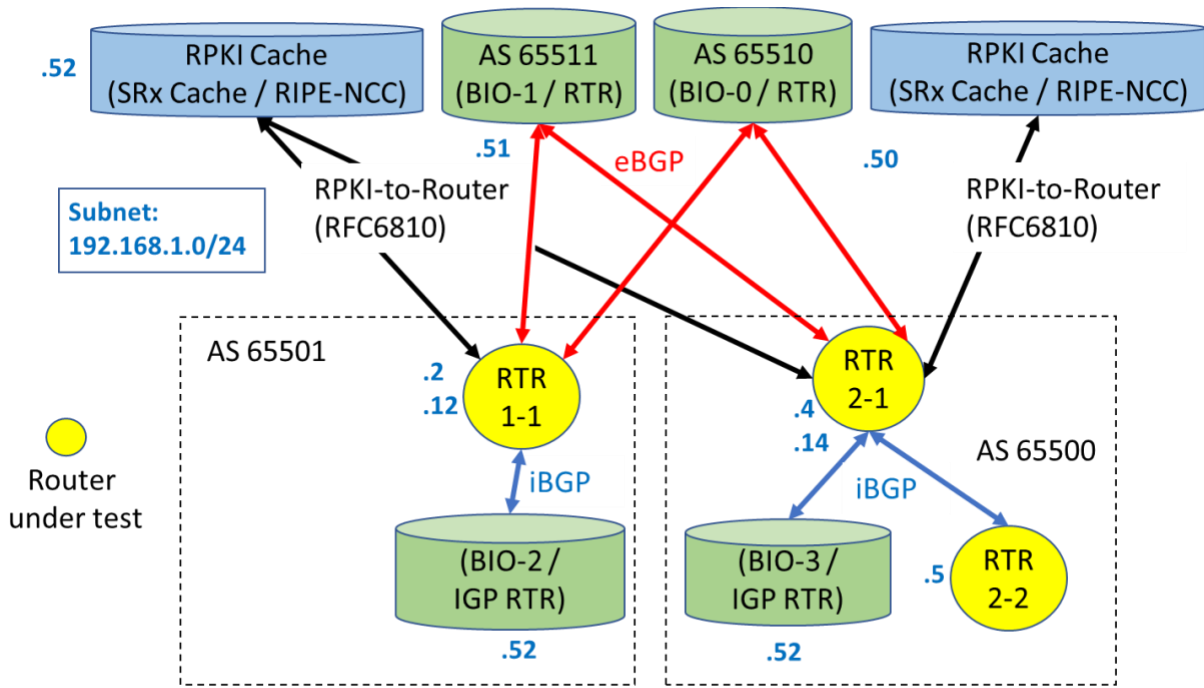 RPKI Cache
(SRx Cache / RIPE-NCC)
.52
AS 65511
(BIO-1 / RTR)
.51
AS 65510
(BIO-0 / RTR)
RPKI Cache
(SRx Cache / RIPE-NCC)
.50
eBGP
RPKI-to-Router
(RFC6810)
RPKI-to-Router
(RFC6810)
Subnet:
192.168.1.0/24
AS 65501
.2
.12
RTR
1-1
RTR
2-1
.4
.14
AS 65500
Router
under test
iBGP
iBGP
(BIO-2 /
IGP RTR)
.52
(BIO-3 /
IGP RTR)
.52
.5
RTR
2-2